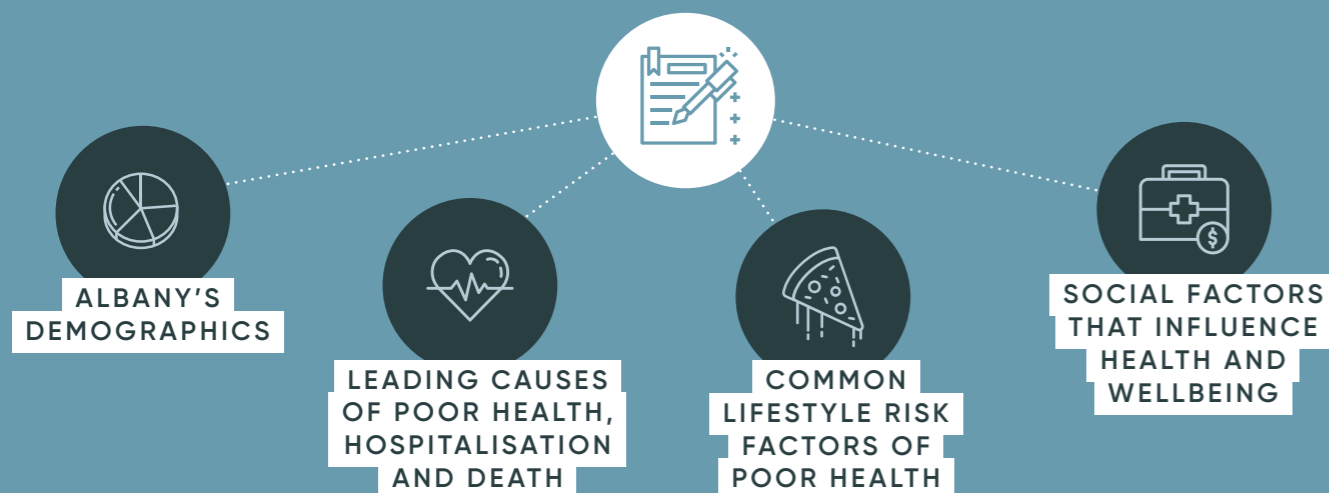 ALBANY'S
DEMOGRAPHICS
LEADING CAUSES
OF POOR HEALTH,
HOSPITALISATION
AND DEATH
COMMON
LIFESTYLE RISK
FACTORS OF
POOR HEALTH
SOCIAL FACTORS
THAT INFLUENCE
HEALTH AND
WELLBEING
$